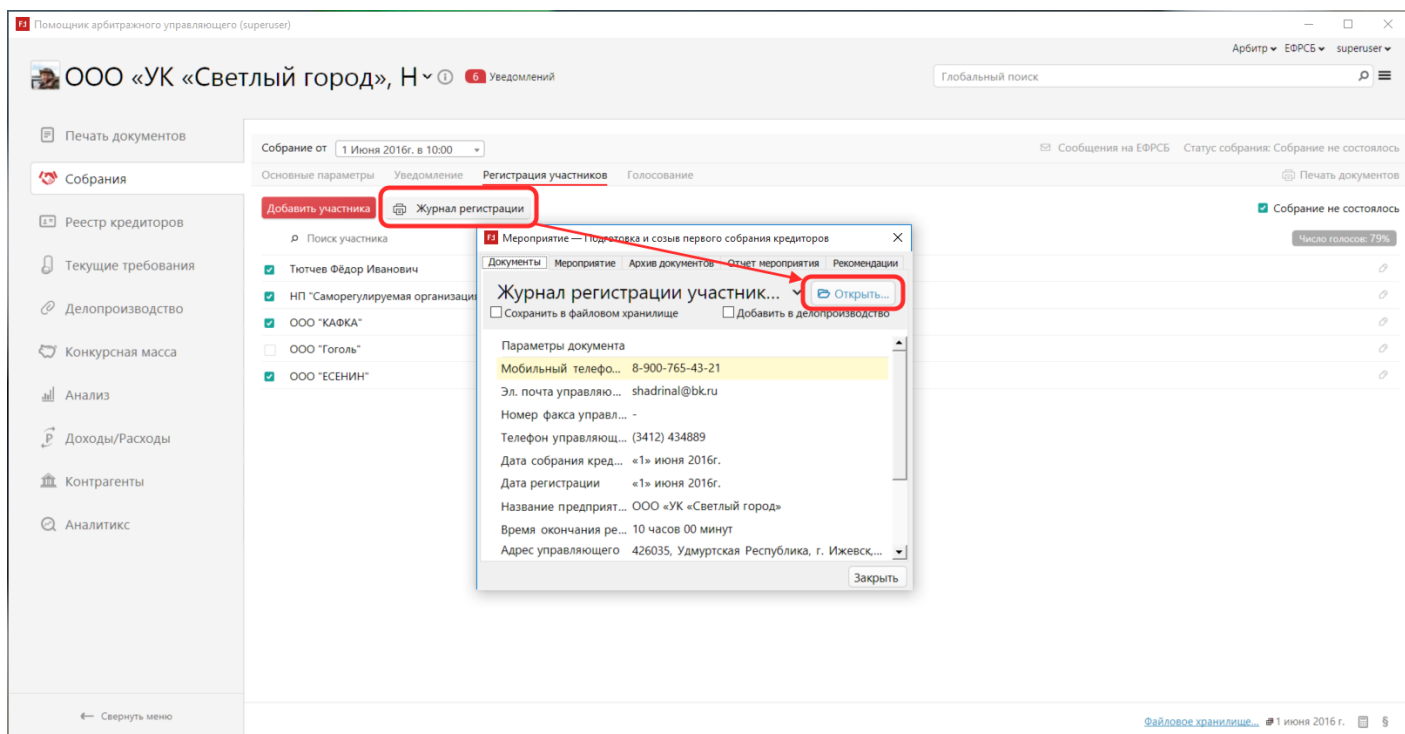 Помощник арбитражного управляющего (superuser)
Арбитр ЕФРСБ superuser
ООО «УК «Светлый город», Н 6 Уведомлений
Глобальный поиск
Печать документов
Собрания
Реестр кредиторов
Текущие требования
Делопроизводство
Конкурсная масса
Анализ
Доходы/Расходы
Контрагенты
Аналитикс
Свернуть меню
Собрание от 1 Июня 2016г. в 10:00
Сообщения на ЕФРСБ Статус собрания: Собрание не состоялось
Основные параметры Уведомление Регистрация участников Голосование
Печать документов
Добавить участника Журнал регистрации
Собрание не состоялось
Поиск участника
Число голосов: 79%
Тютчев Фёдор Иванович
НП "Саморегулируемая организаци
ООО "КАФКА"
ООО "Гоголь"
ООО "ЕСЕНИН"
Мероприятие — Подготовка и созыв первого собрания кредиторов
Документы Мероприятие Архив документов Отчет мероприятия Рекомендации
Журнал регистрации участник... Открыть...
Сохранить в файловом хранилище Добавить в делопроизводство
Параметры документа
Мобильный телефо... 8-900-765-43-21
Эл. почта управляю... shadrinal@bk.ru
Номер факса управл... -
Телефон управляющ... (3412) 434889
Дата собрания кред... «1» июня 2016г.
Дата регистрации «1» июня 2016г.
Название предприят... ООО «УК «Светлый город»
Время окончания ре... 10 часов 00 минут
Адрес управляющего 426035, Удмуртская Республика, г. Ижевск,...
Закрыть
Файловое хранилище... 1 июня 2016 г. §